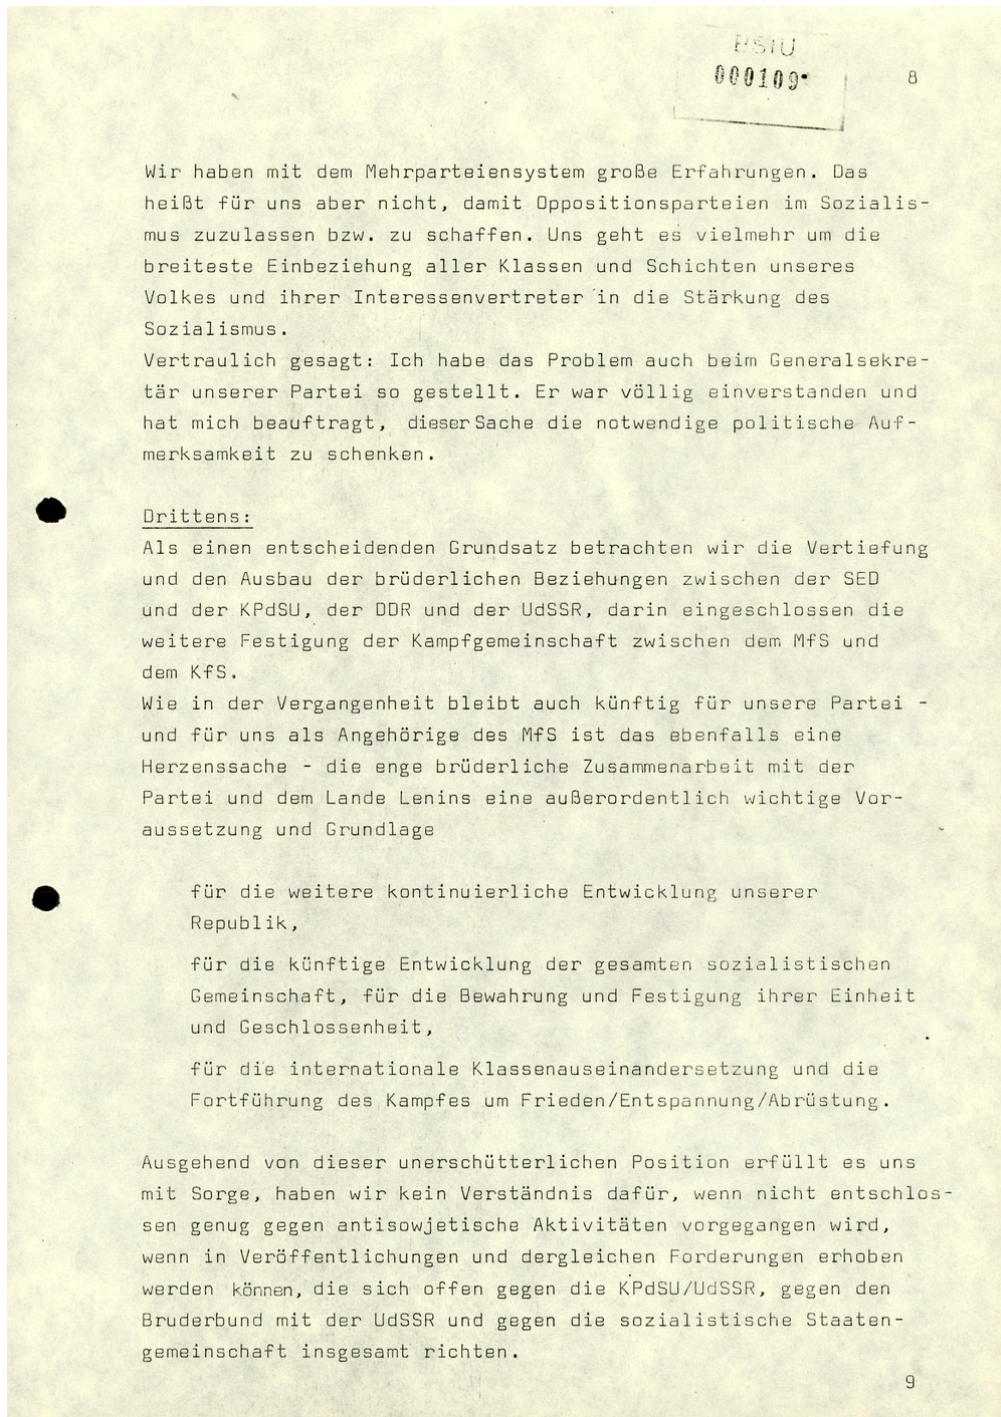 BStU
000109
8
Wir haben mit dem Mehrparteiensystem große Erfahrungen. Das
heißt für uns aber nicht, damit Oppositionsparteien im Sozialis-
mus zuzulassen bzw. zu schaffen. Uns geht es vielmehr um die
breiteste Einbeziehung aller Klassen und Schichten unseres
Volkes und ihrer Interessenvertreter in die Stärkung des
Sozialismus.
Vertraulich gesagt: Ich habe das Problem auch beim Generalsekre-
tär unserer Partei so gestellt. Er war völlig einverstanden und
hat mich beauftragt, dieser Sache die notwendige politische Auf-
merksamkeit zu schenken.
Drittens:
Als einen entscheidenden Grundsatz betrachten wir die Vertiefung
und den Ausbau der brüderlichen Beziehungen zwischen der SED
und der KPdSU, der DDR und der UdSSR, darin eingeschlossen die
weitere Festigung der Kampfgemeinschaft zwischen dem MfS und
dem KfS.
Wie in der Vergangenheit bleibt auch künftig für unsere Partei -
und für uns als Angehörige des MfS ist das ebenfalls eine
Herzenssache - die enge brüderliche Zusammenarbeit mit der
Partei und dem Lande Lenins eine außerordentlich wichtige Vor-
aussetzung und Grundlage
für die weitere kontinuierliche Entwicklung unserer
Republik,
für die künftige Entwicklung der gesamten sozialistischen
Gemeinschaft, für die Bewahrung und Festigung ihrer Einheit
und Geschlossenheit,
für die internationale Klassenauseinandersetzung und die
Fortführung des Kampfes um Frieden/Entspannung/Abrüstung.
Ausgehend von dieser unerschütterlichen Position erfüllt es uns
mit Sorge, haben wir kein Verständnis dafür, wenn nicht entschlos-
sen genug gegen antisowjetische Aktivitäten vorgegangen wird,
wenn in Veröffentlichungen und dergleichen Forderungen erhoben
werden können, die sich offen gegen die KPdSU/UdSSR, gegen den
Bruderbund mit der UdSSR und gegen die sozialistische Staaten-
gemeinschaft insgesamt richten.
9